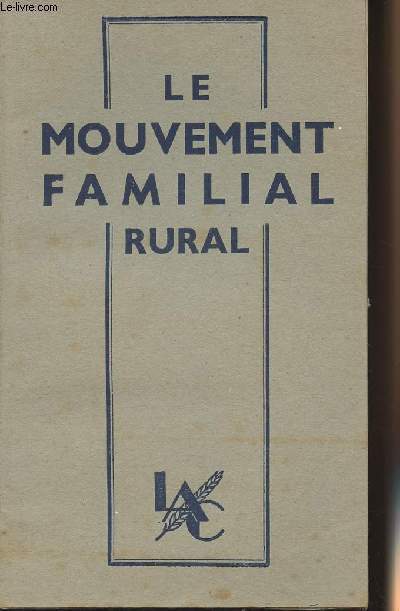 Le-livre.com
LE
MOUVEMENT
FAMILIAL
RURAL
LAC